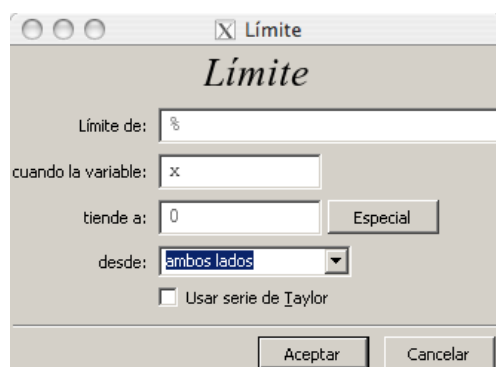 Límite
Límite
Límite de: %
cuando la variable: x
tiende a: 0 Especial
desde: ambos lados
Usar serie de Taylor
Aceptar Cancelar